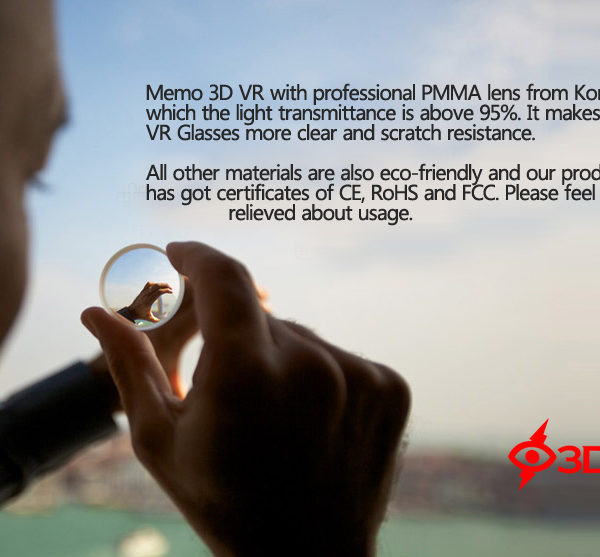 Memo 3D VR with professional PMMA lens from Kor
which the light transmittance is above 95%. It makes
VR Glasses more clear and scratch resistance.
All other materials are also eco-friendly and our prod
has got certificates of CE, RoHS and FCC. Please feel
relieved about usage.
3D